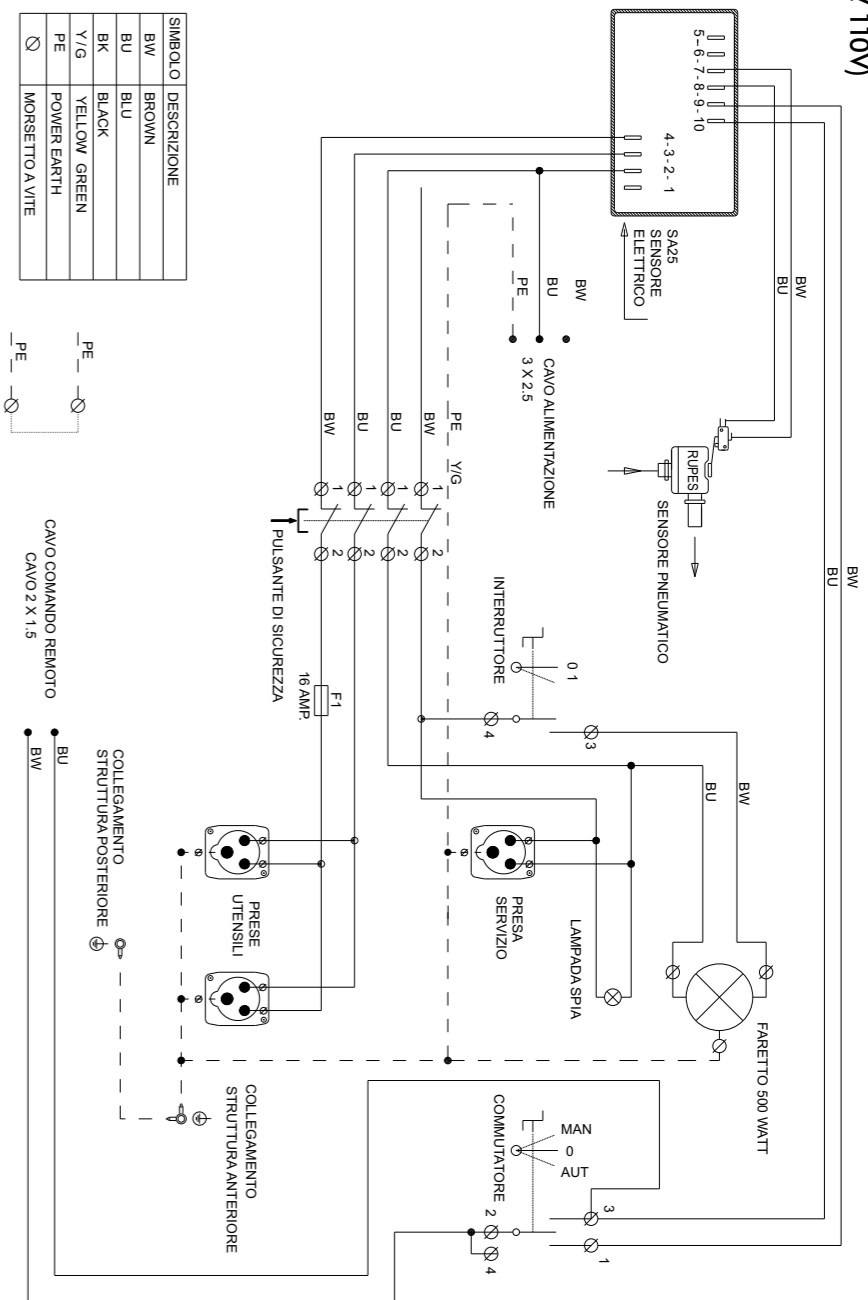 / 110V)
5-6-7-8-9-10
4-3-2-1
SA25
SENSORE
ELETTRICO
BW
BU
BW
BU
RUPES
SENSORE PNEUMATICO
BW
BU
PE
CAVO ALIMENTAZIONE
3 X 2.5
PE
Y/G
BW
BU
BU
BW
1
1
1
1
2
2
2
2
PULSANTE DI SICUREZZA
F1
16 AMP.
INTERRUTTORE
0 1
4
3
BW
BU
FARETTO 500 WATT
LAMPADA SPIA
PRESA
SERVIZIO
PRESE
UTENSILI
COLLEGAMENTO
STRUTTURA POSTERIORE
COLLEGAMENTO
STRUTTURA ANTERIORE
COMMUTATORE
MAN
0
AUT
3
1
2
4
SIMBOLO DESCRIZIONE
BW BROWN
BU BLU
BK BLACK
Y/G YELLOW GREEN
PE POWER EARTH
Ø MORSETTO A VITE
PE
PE
CAVO COMANDO REMOTO
CAVO 2 X 1.5
BU
BW